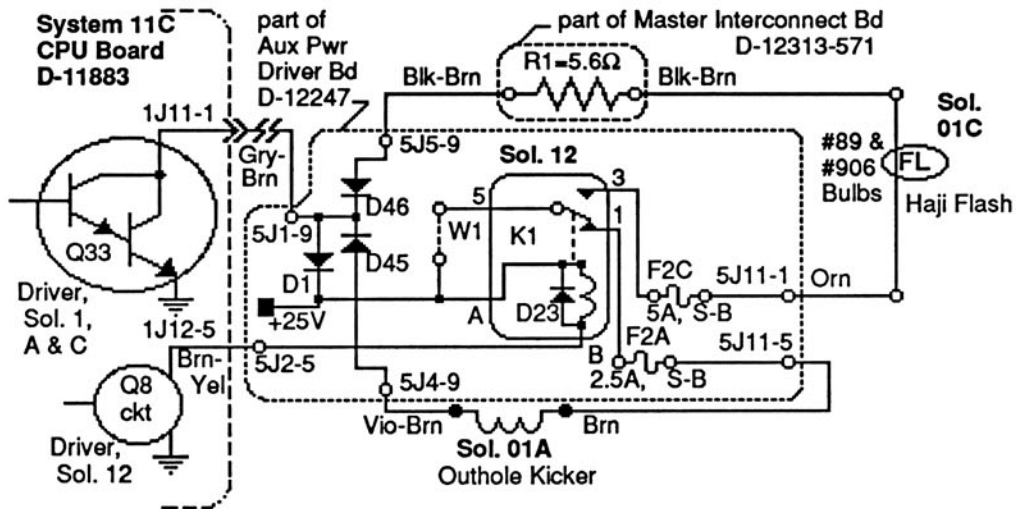 System 11C
CPU Board
D-11883
part of
Aux Pwr
Driver Bd
D-12247
part of Master Interconnect Bd
D-12313-571
R1=5.6Ω
Blk-Brn
Blk-Brn
1J11-1
Gry-
Brn
5J5-9
Sol.
01C
#89 &
#906
Bulbs
FL
Haji Flash
Sol. 12
D46
5J1-9
D45
D1
+25V
W1
5
K1
3
1
A
D23
B
F2C
5A, S-B
5J11-1
Orn
F2A
2.5A, S-B
5J11-5
Q33
Driver,
Sol. 1,
A & C
1J12-5
Brn-
Yel
5J2-5
5J4-9
Q8
ckt
Driver,
Sol. 12
Vio-Brn
Brn
Sol. 01A
Outhole Kicker